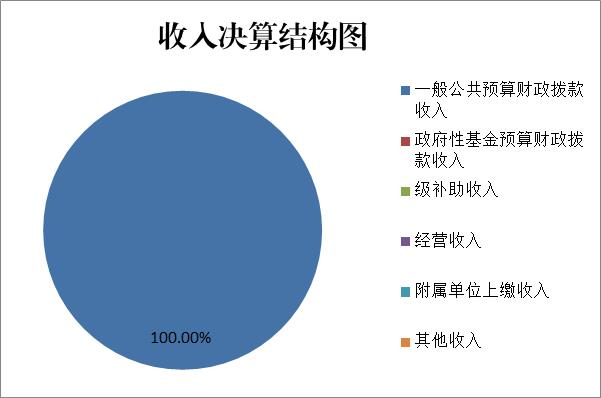 收入决算结构图
一般公共预算财政拨款
收入
政府性基金预算财政拨
款收入
级补助收入
经营收入
附属单位上缴收入
其他收入
100.00%